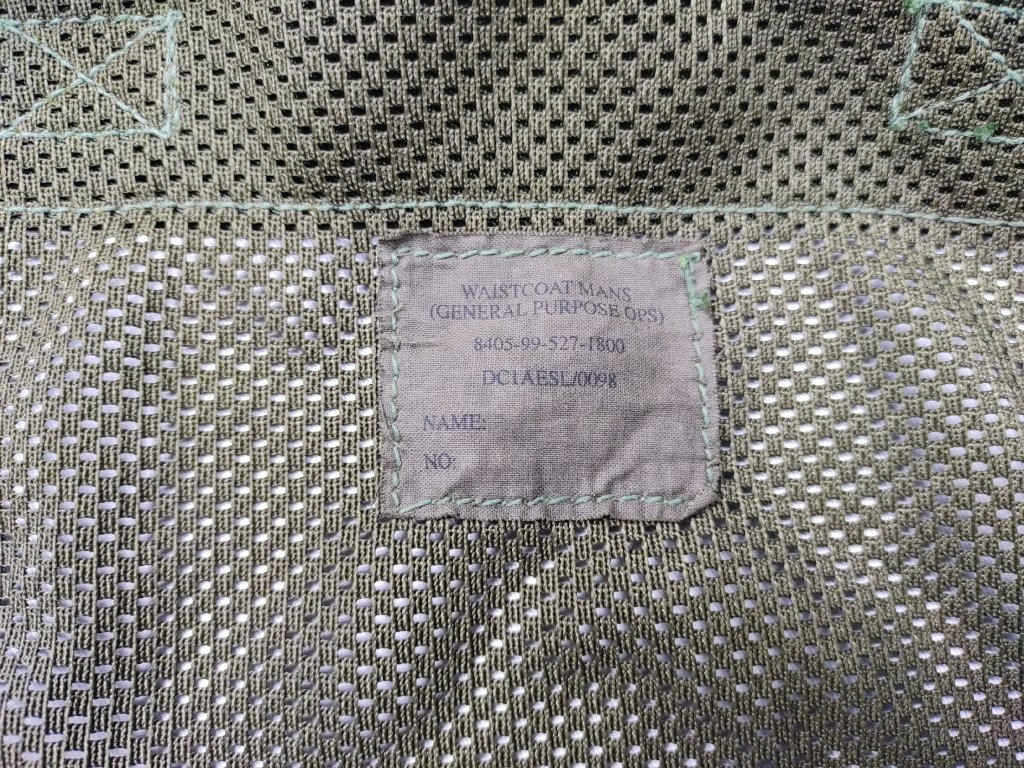 WAISTCOAT MANS
(GENERAL PURPOSE OPS)
8405-99-527-1800
DC1AESL/0098
NAME:
NO: